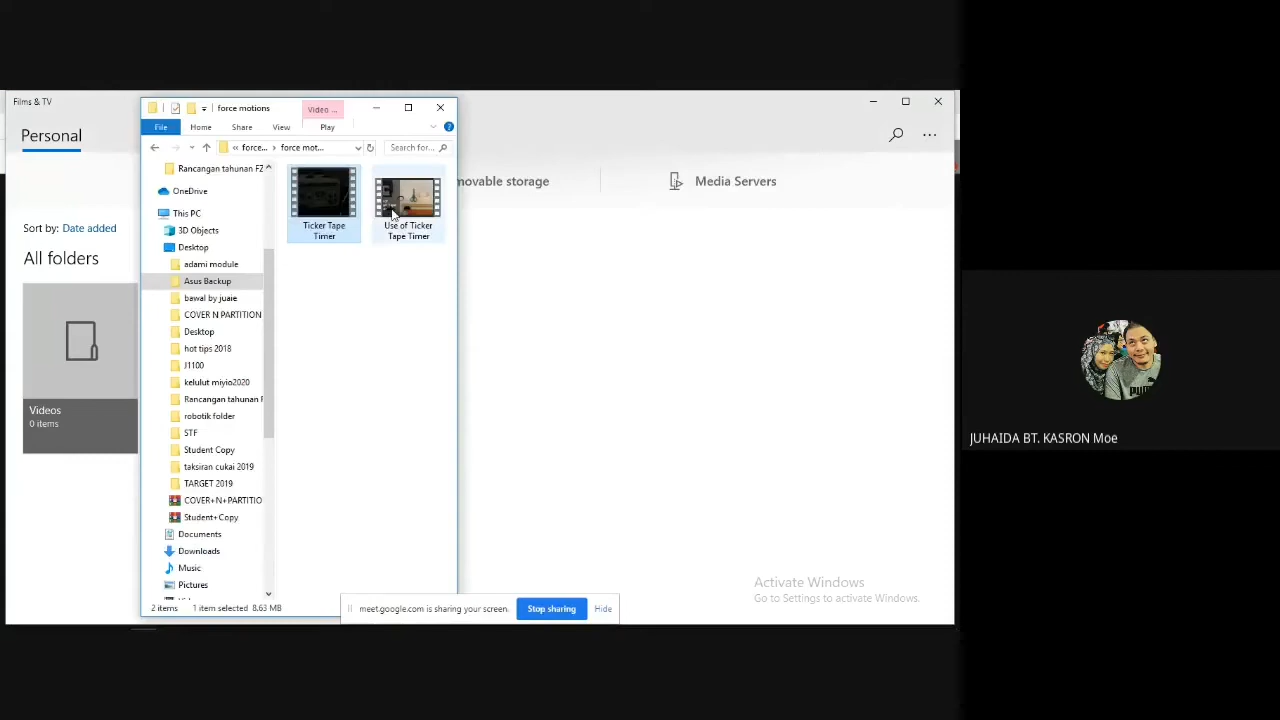 Films & TV
Personal
Removable storage
Media Servers
Sort by: Date added
All folders
Videos
0 items
force motions
Video ...
File
Home
Share
View
Play
« force... › force mot...
Search for...
Rancangan tahunan FZ
OneDrive
This PC
3D Objects
Desktop
adami module
Asus Backup
bawal by juaie
COVER N PARTITION
Desktop
hot tips 2018
J1100
kelulut miyio2020
Rancangan tahunan F
robotik folder
STF
Student Copy
taksiran cukai 2019
TARGET 2019
COVER+N+PARTITIO
Student+Copy
Documents
Downloads
Music
Pictures
Ticker Tape
Timer
Use of Ticker
Tape Timer
2 items 1 item selected 8.63 MB
meet.google.com is sharing your screen.
Stop sharing
Hide
Activate Windows
Go to Settings to activate Windows.
JUHAIDA BT. KASRON Moe